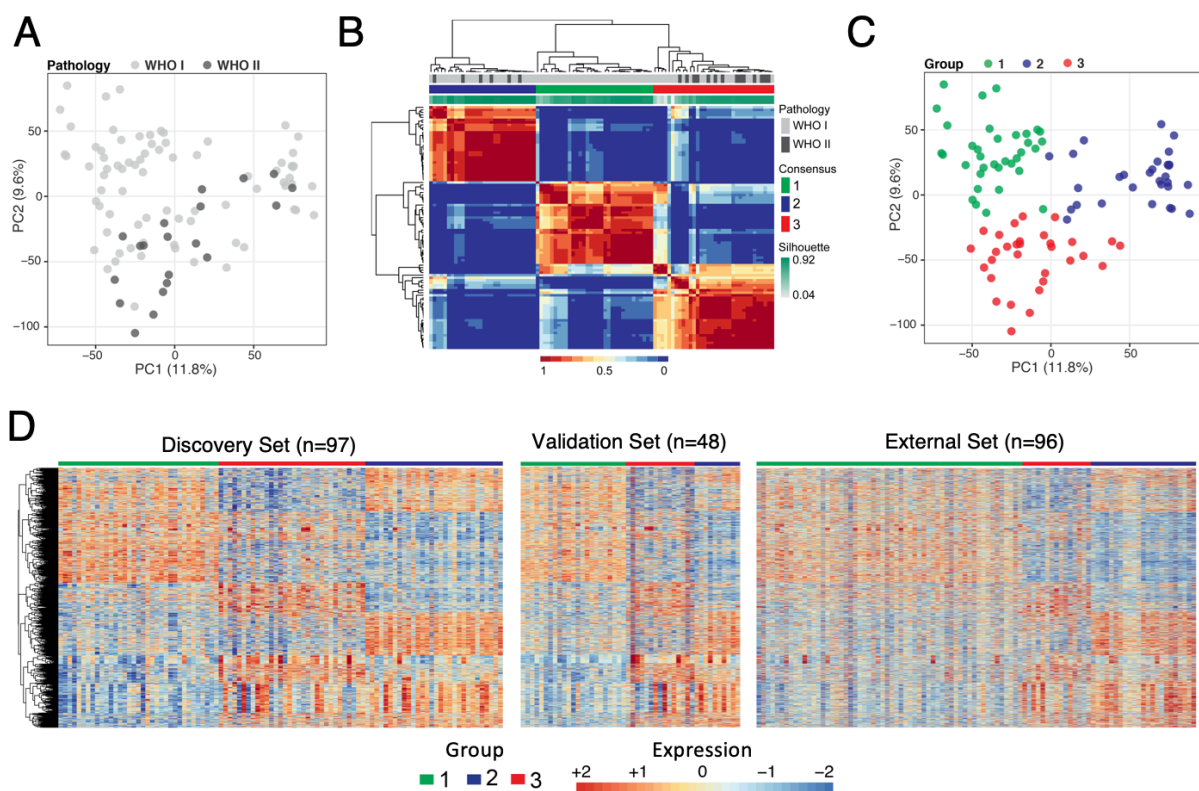 A
Pathology WHO I WHO II
PC2 (9.6%)
50
0
−50
−100
−50 0 50
PC1 (11.8%)
B
Pathology
WHO I
WHO II
Consensus
1
2
3
Silhouette
0.92
0.04
1 0.5 0
C
Group 1 2 3
PC2 (9.6%)
50
0
−50
−100
−50 0 50
PC1 (11.8%)
D
Discovery Set (n=97) Validation Set (n=48) External Set (n=96)
Group Expression
1 2 3
+2 +1 0 −1 −2